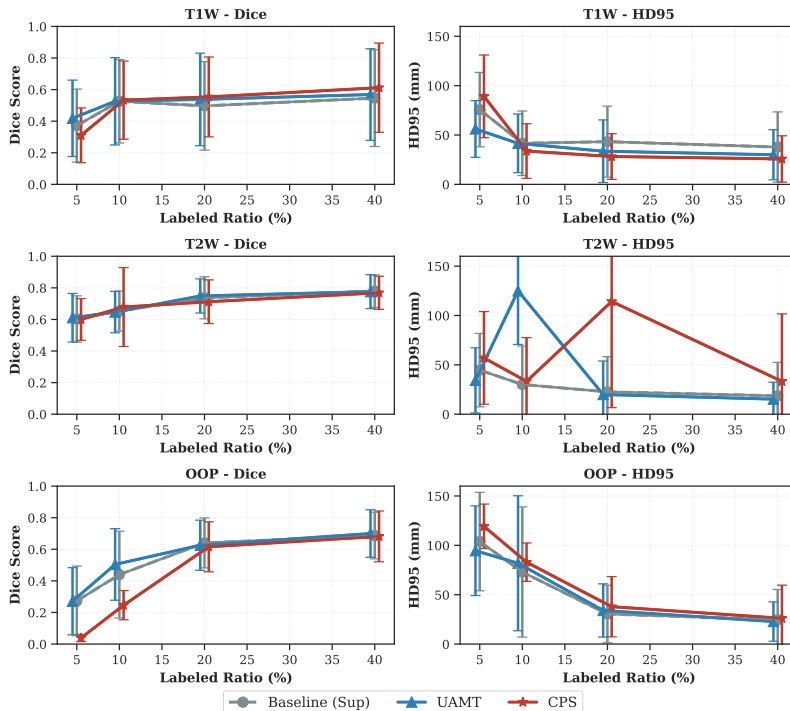 T1W - Dice
T1W - HD95
Dice Score
1.0
0.8
0.6
0.4
0.2
0.0
5 10 15 20 25 30 35 40
Labeled Ratio (%)
HD95 (mm)
150
100
50
0
5 10 15 20 25 30 35 40
Labeled Ratio (%)
T2W - Dice
T2W - HD95
Dice Score
1.0
0.8
0.6
0.4
0.2
0.0
5 10 15 20 25 30 35 40
Labeled Ratio (%)
HD95 (mm)
150
100
50
0
5 10 15 20 25 30 35 40
Labeled Ratio (%)
OOP - Dice
OOP - HD95
Dice Score
1.0
0.8
0.6
0.4
0.2
0.0
5 10 15 20 25 30 35 40
Labeled Ratio (%)
HD95 (mm)
150
100
50
0
5 10 15 20 25 30 35 40
Labeled Ratio (%)
Baseline (Sup) UAMT CPS